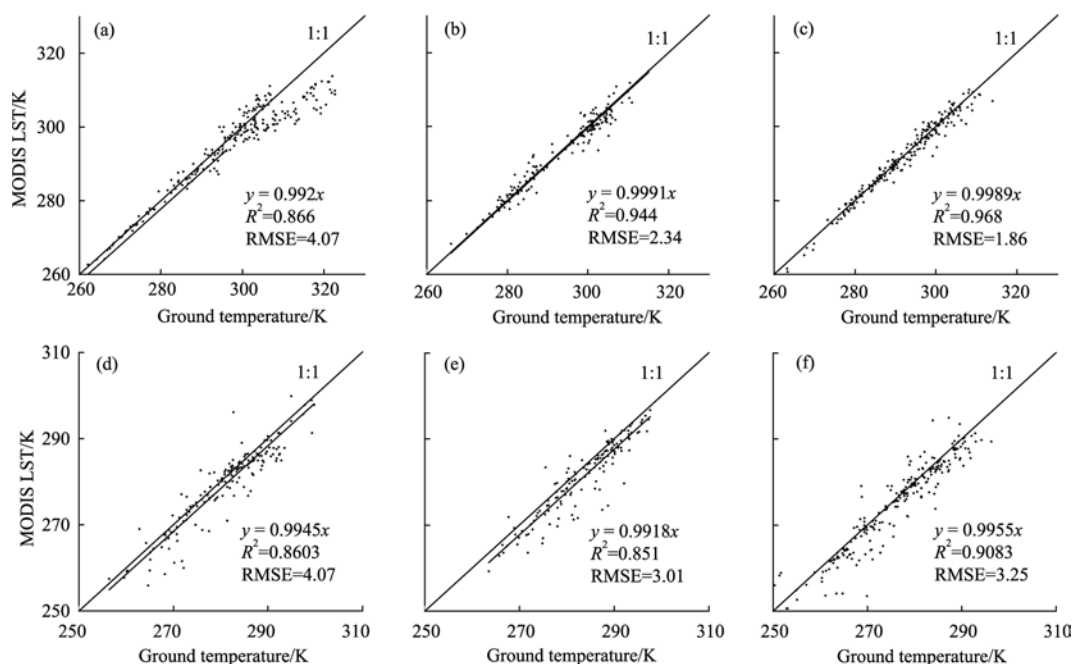 (a)
1:1
320
300
280
260
MODIS LST/K
y = 0.992x
R²=0.866
RMSE=4.07
260 280 300 320
Ground temperature/K
(b)
1:1
y = 0.9991x
R²=0.944
RMSE=2.34
260 280 300 320
Ground temperature/K
(c)
1:1
y = 0.9989x
R²=0.968
RMSE=1.86
260 280 300 320
Ground temperature/K
(d)
1:1
310
290
270
250
MODIS LST/K
y = 0.9945x
R²=0.8603
RMSE=4.07
250 270 290 310
Ground temperature/K
(e)
1:1
y = 0.9918x
R²=0.851
RMSE=3.01
250 270 290 310
Ground temperature/K
(f)
1:1
y = 0.9955x
R²=0.9083
RMSE=3.25
250 270 290 310
Ground temperature/K